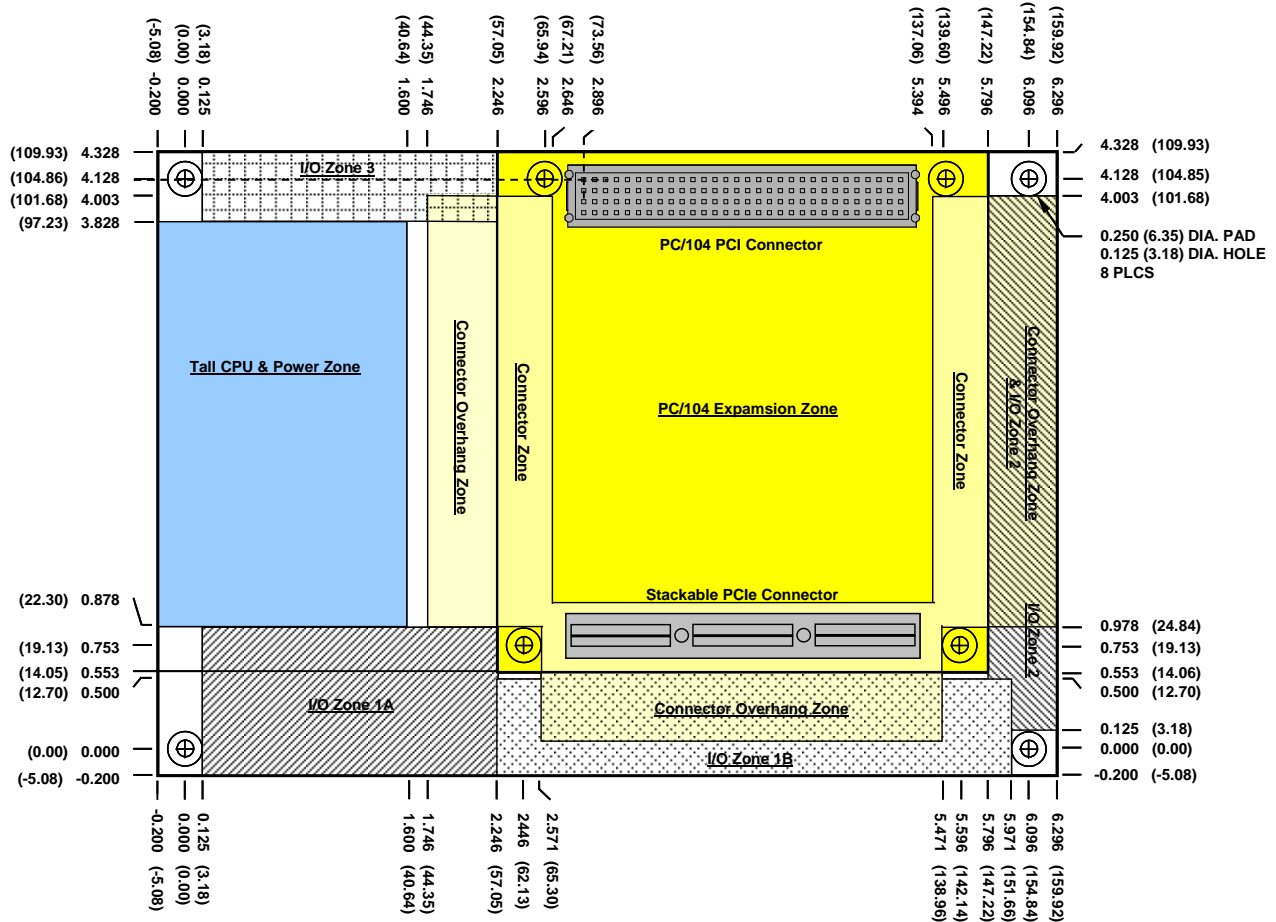 (-5.08) -0.200
(0.00) 0.000
(3.18) 0.125
(40.64) 1.600
(44.35) 1.746
(57.05) 2.246
(65.94) 2.596
(67.21) 2.646
(73.56) 2.896
(137.06) 5.394
(139.60) 5.496
(147.22) 5.796
(154.84) 6.096
(159.92) 6.296
(109.93) 4.328
(104.86) 4.128
(101.68) 4.003
(97.23) 3.828
4.328 (109.93)
4.128 (104.85)
4.003 (101.68)
0.250 (6.35) DIA. PAD
0.125 (3.18) DIA. HOLE
8 PLCS
I/O Zone 3
PC/104 PCI Connector
Tall CPU & Power Zone
Connector Overhang Zone
Connector Zone
PC/104 Expamsion Zone
Connector Zone
Connector Overhang Zone
& I/O Zone 2
Stackable PCIe Connector
I/O Zone 2
(22.30) 0.878
(19.13) 0.753
(14.05) 0.553
(12.70) 0.500
(0.00) 0.000
(-5.08) -0.200
0.978 (24.84)
0.753 (19.13)
0.553 (14.06)
0.500 (12.70)
0.125 (3.18)
0.000 (0.00)
-0.200 (-5.08)
I/O Zone 1A
Connector Overhang Zone
I/O Zone 1B
-0.200 (-5.08)
0.000 (0.00)
0.125 (3.18)
1.600 (40.64)
1.746 (44.35)
2.246 (57.05)
2446 (62.13)
2.571 (65.30)
5.471 (138.96)
5.596 (142.14)
5.796 (147.22)
5.971 (151.66)
6.096 (154.84)
6.296 (159.92)